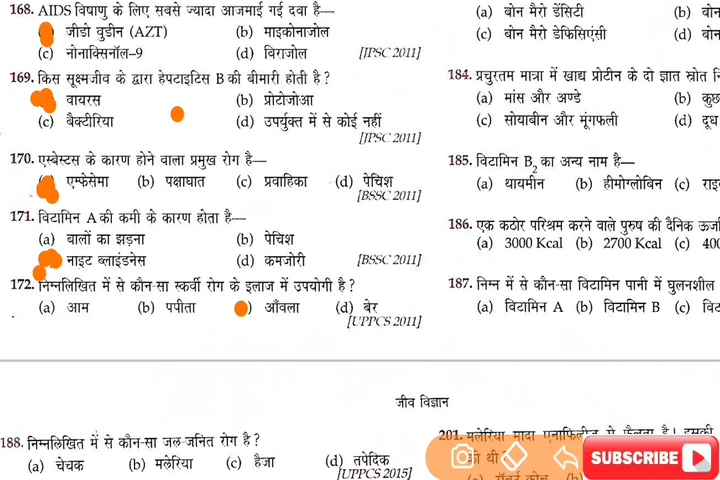 168. AIDS विषाणु के लिए सबसे ज्यादा आजमाई गई दवा है—
जीडो वुडीन (AZT) (b) माइकोनाजोल
(c) नोनाक्सिनॉल–9 (d) विराजोल [JPSC 2011]
169. किस सूक्ष्मजीव के द्वारा हेपटाइटिस B की बीमारी होती है ?
वायरस (b) प्रोटोजोआ
(c) बैक्टीरिया (d) उपर्युक्त में से कोई नहीं
[JPSC 2011]
170. एस्बेस्टस के कारण होने वाला प्रमुख रोग है—
एम्फेसेमा (b) पक्षाघात (c) प्रवाहिका (d) पेचिश
[BSSC 2011]
171. विटामिन A की कमी के कारण होता है—
(a) बालों का झड़ना (b) पेचिश
नाइट ब्लाइंडनेस (d) कमजोरी [BSSC 2011]
172. निम्नलिखित में से कौन-सा स्कर्वी रोग के इलाज में उपयोगी है ?
(a) आम (b) पपीता ) आँवला (d) बेर
[UPPCS 2011]
(a) बोन मैरो डेंसिटी (b)
(c) बोन मैरो डेफिसिएंसी (d)
184. प्रचुरतम मात्रा में खाद्य प्रोटीन के दो ज्ञात स्रोत
(a) मांस और अण्डे (b) कुछ
(c) सोयाबीन और मूंगफली (d) दूध
185. विटामिन B₂ का अन्य नाम है—
(a) थायमीन (b) हीमोग्लोबिन (c)
186. एक कठोर परिश्रम करने वाले पुरुष की दैनिक
(a) 3000 Kcal (b) 2700 Kcal (c)
187. निम्न में से कौन-सा विटामिन पानी में घुलनशील
(a) विटामिन A (b) विटामिन B (c)
जीव विज्ञान
188. निम्नलिखित में से कौन-सा जल-जनित रोग है ?
(a) चेचक (b) मलेरिया (c) हैजा (d) तपेदिक
[UPPCS 2015]
201. मलेरिया मादा
की थी
SUBSCRIBE